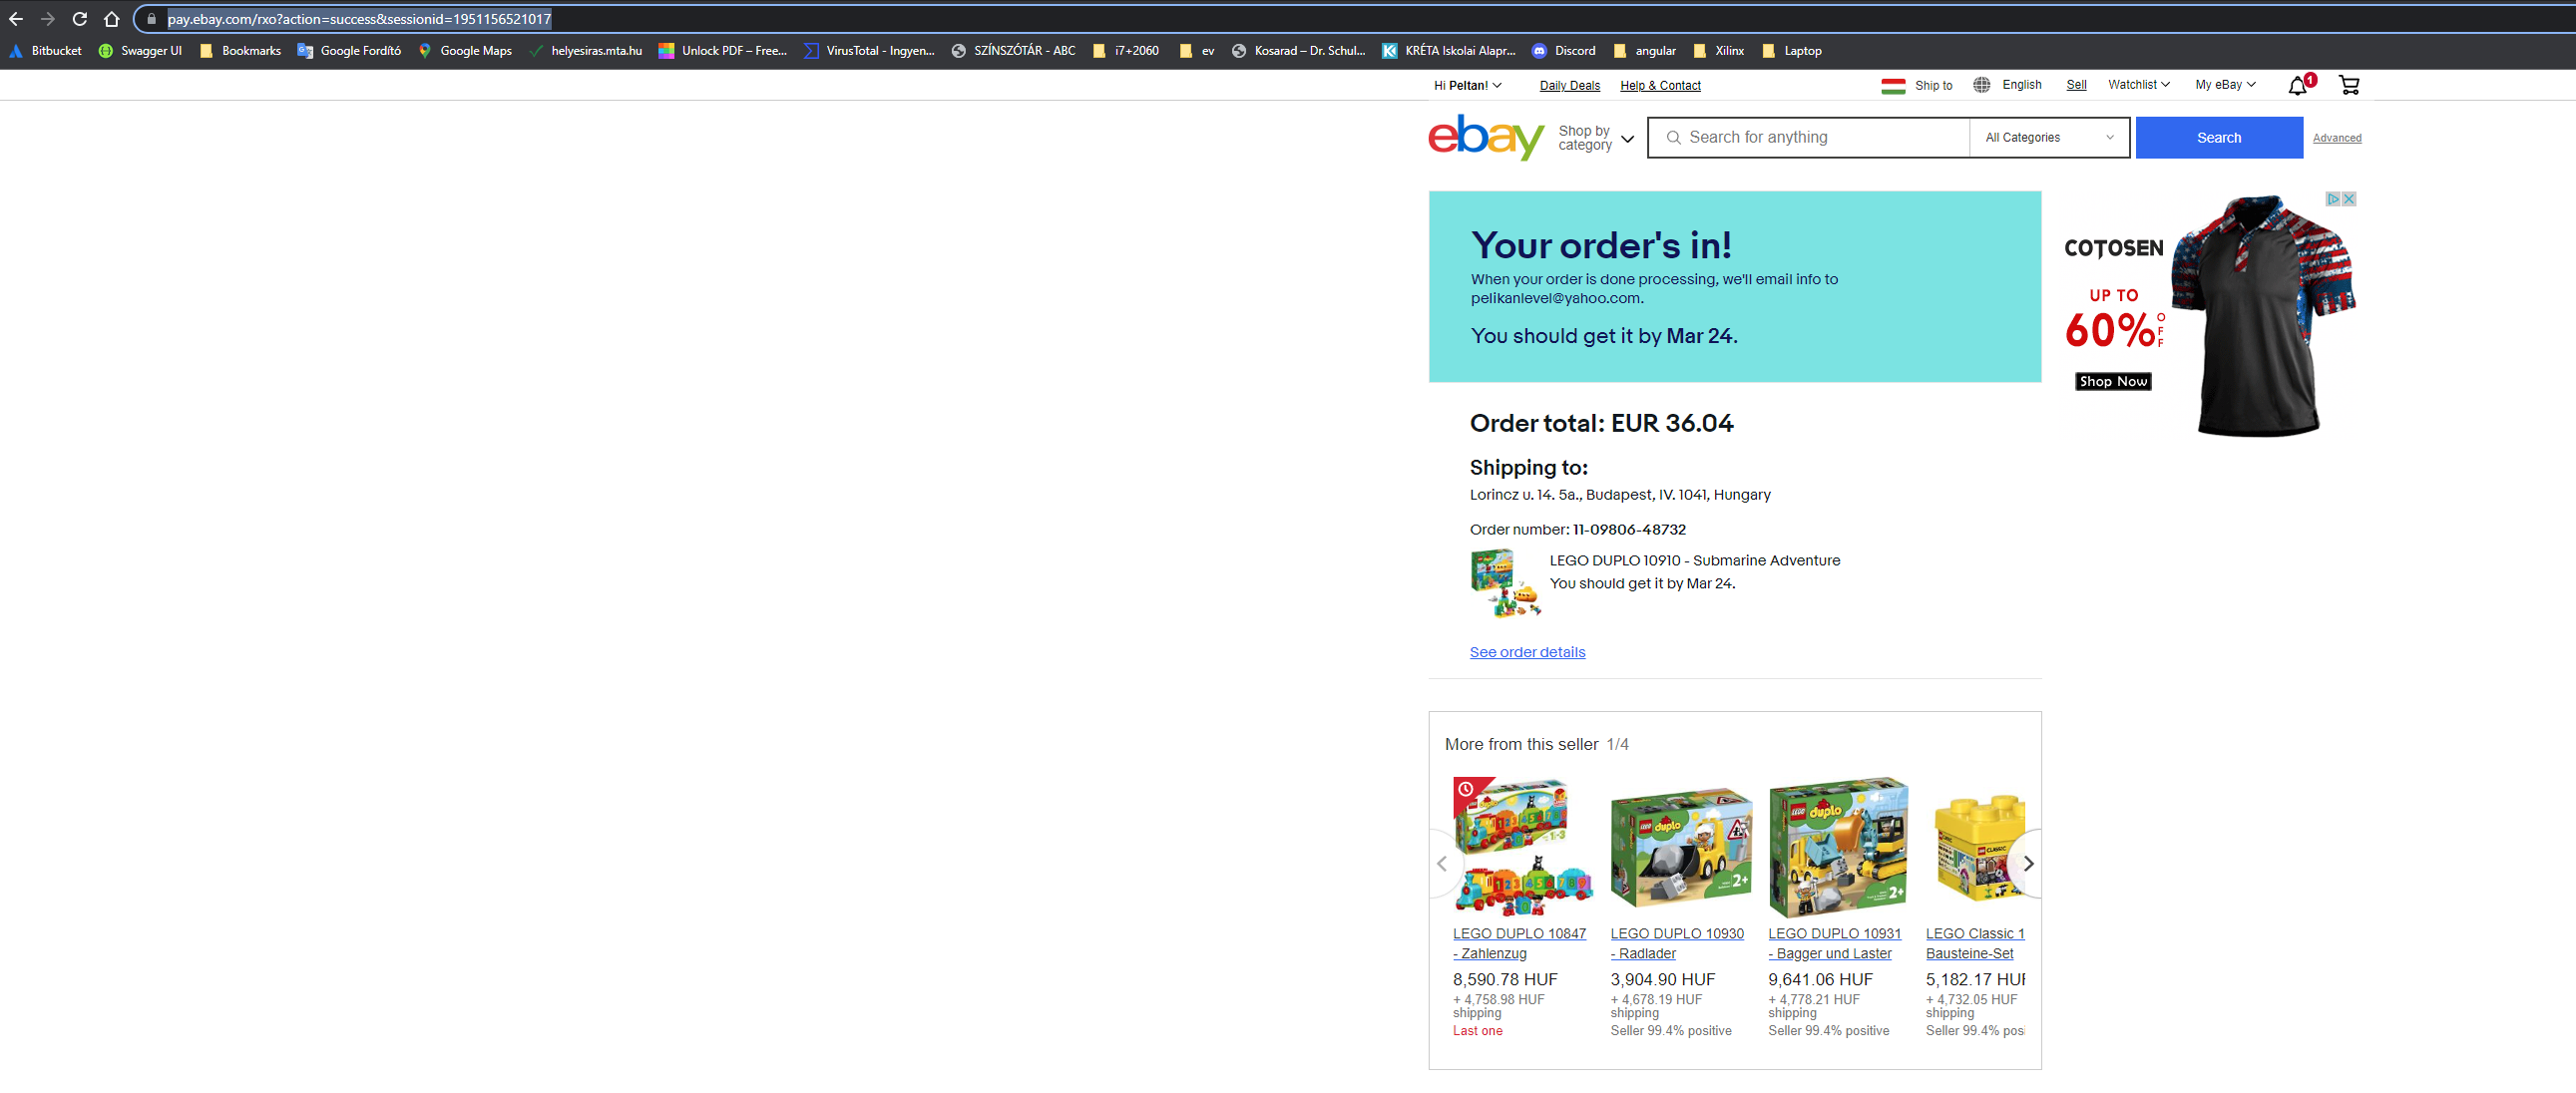 pay.ebay.com/rxo?action=success&sessionid=1951156521017
Bitbucket Swagger UI Bookmarks Google Fordító Google Maps helyesiras.mta.hu Unlock PDF – Free... VirusTotal - Ingyen... SZÍNSZÓTÁR - ABC i7+2060 ev Kosarad – Dr. Schul... KRÉTA Iskolai Alapr... Discord angular Xilinx Laptop
Hi Peltan! Daily Deals Help & Contact Ship to English Sell Watchlist My eBay 1
ebay Shop by category Search for anything All Categories Search Advanced
Your order's in!
When your order is done processing, we'll email info to
pelikanlevel@yahoo.com.
You should get it by Mar 24.
COTOSEN
UP TO
60% OFF
Shop Now
Order total: EUR 36.04
Shipping to:
Lorincz u. 14. 5a., Budapest, IV. 1041, Hungary
Order number: 11-09806-48732
LEGO DUPLO 10910 - Submarine Adventure
You should get it by Mar 24.
See order details
More from this seller 1/4
LEGO DUPLO 10847
- Zahlenzug
8,590.78 HUF
+ 4,758.98 HUF
shipping
Last one
LEGO DUPLO 10930
- Radlader
3,904.90 HUF
+ 4,678.19 HUF
shipping
Seller 99.4% positive
LEGO DUPLO 10931
- Bagger und Laster
9,641.06 HUF
+ 4,778.21 HUF
shipping
Seller 99.4% positive
LEGO Classic 1
Bausteine-Set
5,182.17 HUF
+ 4,732.05 HUF
shipping
Seller 99.4% posi